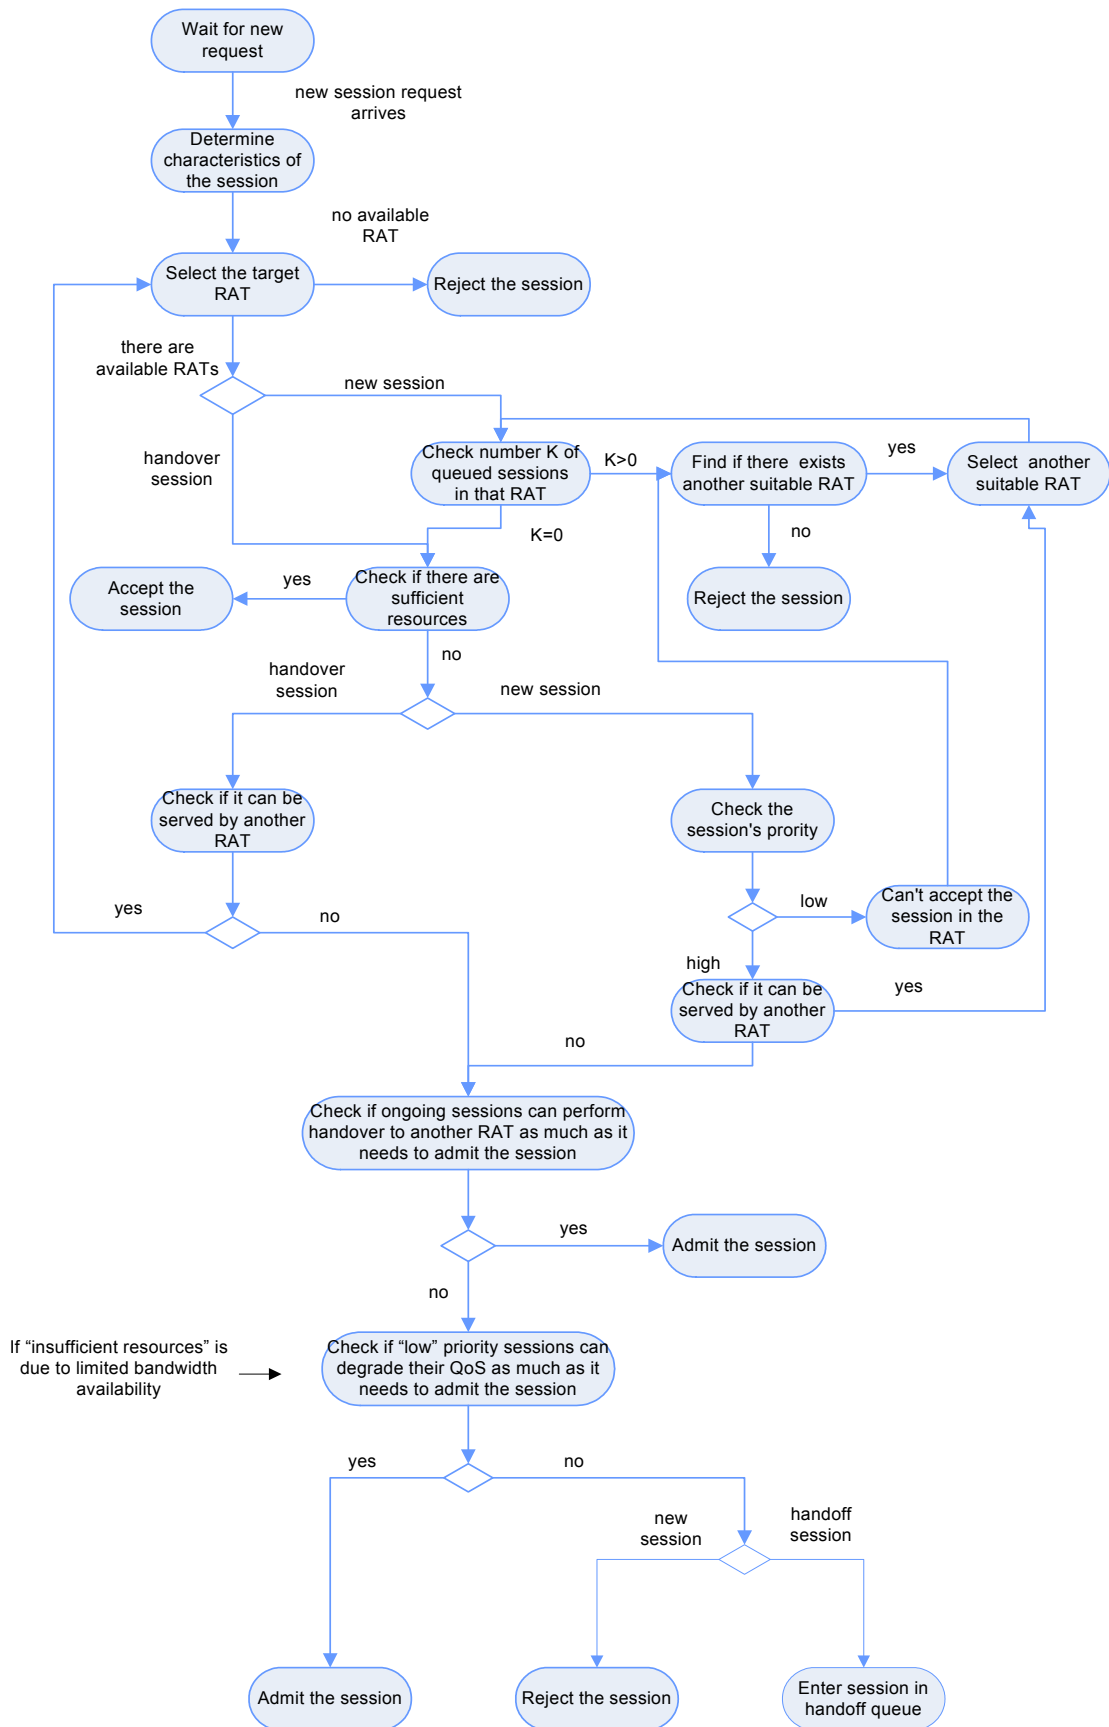 Wait for new
request
new session request
arrives
Determine
characteristics of
the session
no available
RAT
Select the target
RAT
Reject the session
there are
available RATs
new session
handover
session
Check number K of
queued sessions
in that RAT
K>0
Find if there  exists
another suitable RAT
yes
Select  another
suitable RAT
no
K=0
Accept the
session
yes
Check if there are
sufficient
resources
Reject the session
no
handover
session
new session
Check if it can be
served by another
RAT
Check the
session's prority
yes
no
low
Can't accept the
session in the
RAT
high
Check if it can be
served by another
RAT
yes
no
Check if ongoing sessions can perform
handover to another RAT as much as it
needs to admit the session
yes
Admit the session
no
If “insufficient resources” is
due to limited bandwidth
availability
Check if “low” priority sessions can
degrade their QoS as much as it
needs to admit the session
yes
no
new
session
handoff
session
Admit the session
Reject the session
Enter session in
handoff queue